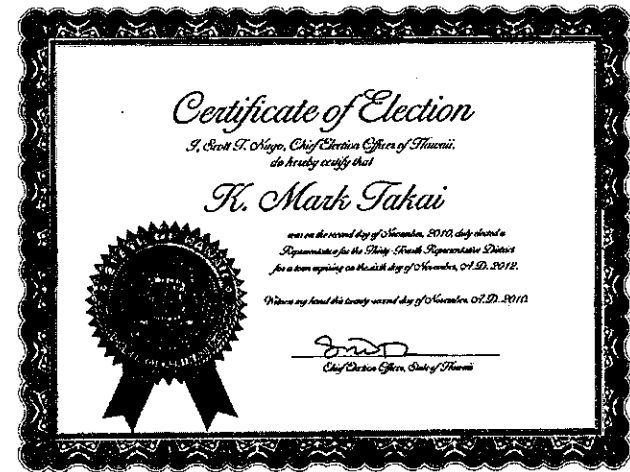 Certificate of Election
I, Scott T. Nago, Chief Election Officer of Hawaii,
do hereby certify that
K. Mark Takai
was on the second day of November, 2010, duly elected a
Representative for the Thirty-Fourth Representative District
for a term expiring on the sixth day of November, A.D. 2012.
Witness my hand this twenty-second day of November, A.D. 2010.
Chief Election Officer, State of Hawaii